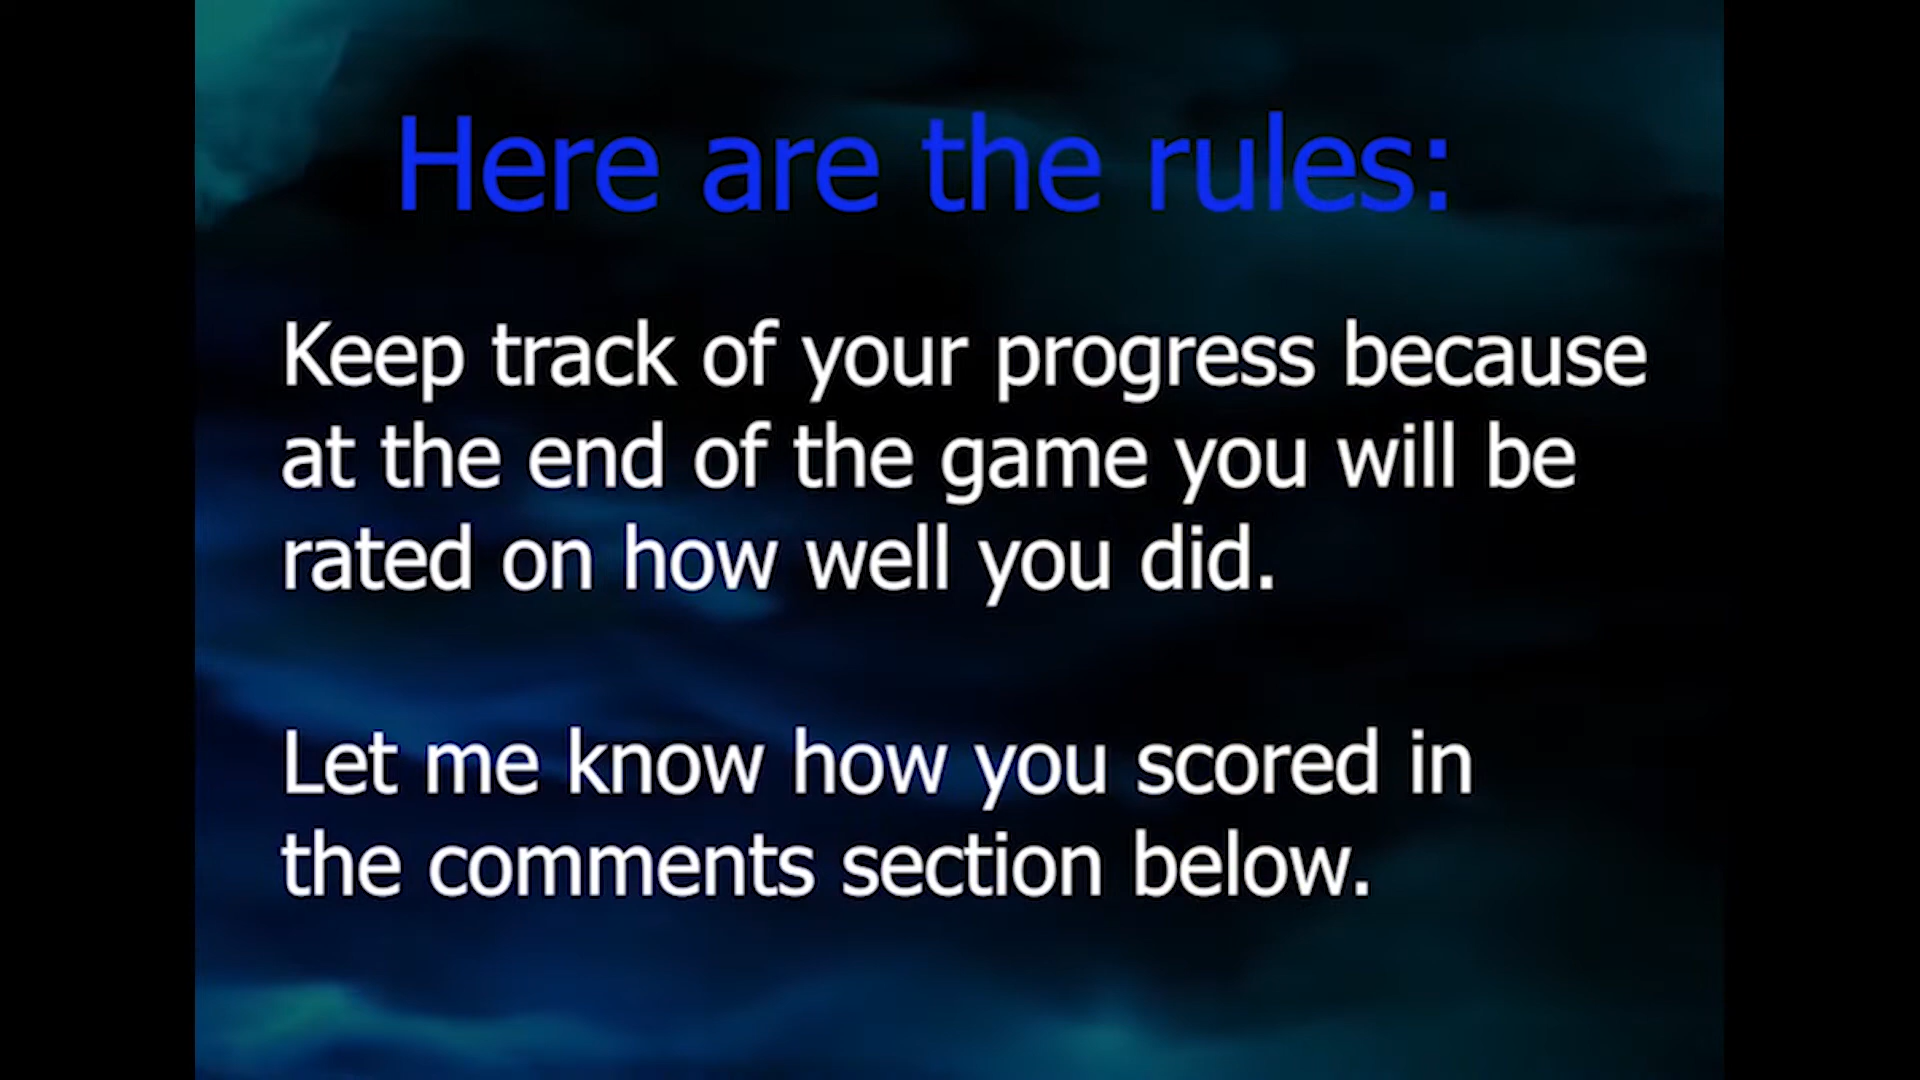 Here are the rules:
Keep track of your progress because
at the end of the game you will be
rated on how well you did.
Let me know how you scored in
the comments section below.